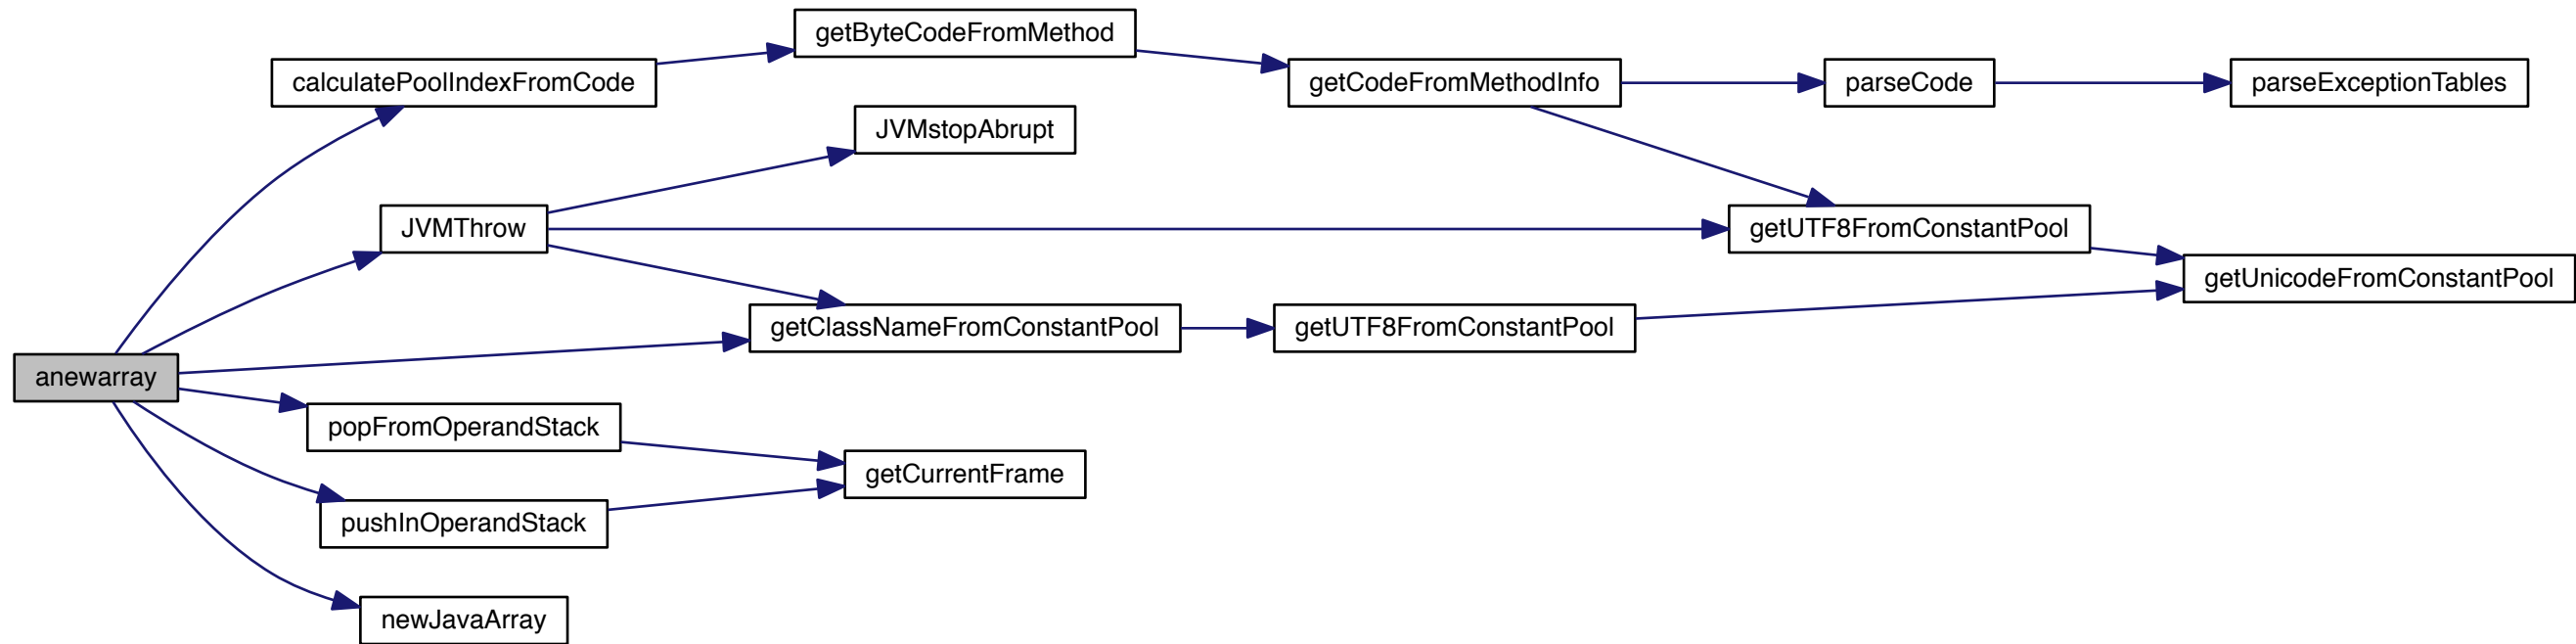 getByteCodeFromMethod
calculatePoolIndexFromCode
getCodeFromMethodInfo
parseCode
parseExceptionTables
JVMstopAbrupt
JVMThrow
getUTF8FromConstantPool
getUnicodeFromConstantPool
getClassNameFromConstantPool
getUTF8FromConstantPool
anewarray
popFromOperandStack
getCurrentFrame
pushInOperandStack
newJavaArray